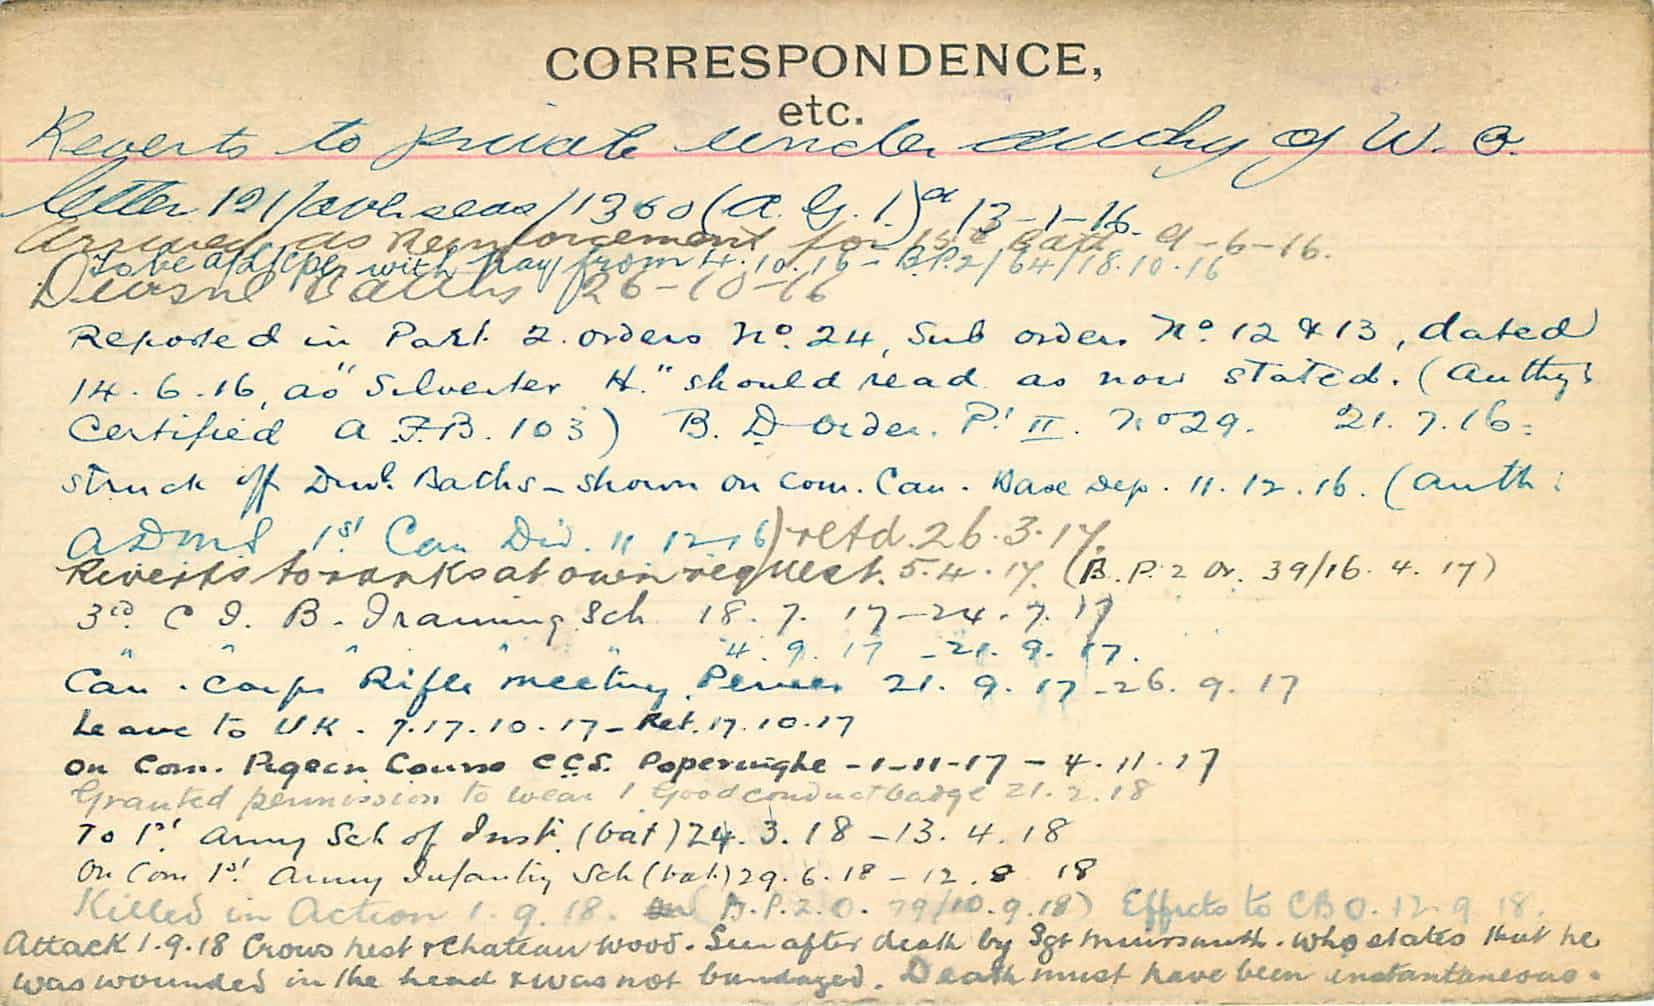 CORRESPONDENCE,
etc.
Reverts to private under authy of W. O.
letter 121/overseas/1360 (A. G. 1) d/ 13-1-16.
Arrived as Reinforcement for 1st Batt 9-6-16.
To be a/l/cpl with pay from 4.10.16 - B.P.2/64/18.10.16
Divisnl Baths 26-10-16
Reported in Part 2. orders No. 24, Sub orders No. 12 & 13, dated
14.6.16, as "Silverter H." should read as now stated. (Authy:
Certified A.F.B. 103) B. D Order. Pt II. No 29. 21.7.16.
struck off Divl. Baths - shown on com. Can. Base Dep. 11.12.16. (Auth:
ADMS 1st Can Div. 11 12-16) retd. 26.3.17.
Reverts to ranks at own request. 5.4.17. (B.P.2 Or. 39/16.4.17)
3rd C I. B. Training Sch 18.7.17-24.7.17
" " " " " 4.9.17 - 21.9.17.
Can. Corps Rifle meeting Pernes 21.9.17-26.9.17
Leave to UK. 7.17.10.17 - Ret. 17.10.17
on Com. Pigeon Course C.C.S. Poperinghe - 1-11-17 - 4.11.17
Granted permission to wear 1 Good conduct badge 21.2.18
To 1st Army Sch of Inst. (bat) 24.3.18 - 13.4.18
On Com 1st Army Infantry Sch (bat) 29.6.18 - 12.8 18
Killed in Action 1.9.18. (B.P.2.O. 79/10.9.18) Effects to CBO. 12.9 18.
Attack 1.9.18 Crows nest & Chateau Wood. Seen after death by Sgt who states that he
was wounded in the head & was not bandaged. Death must have been instantaneous.